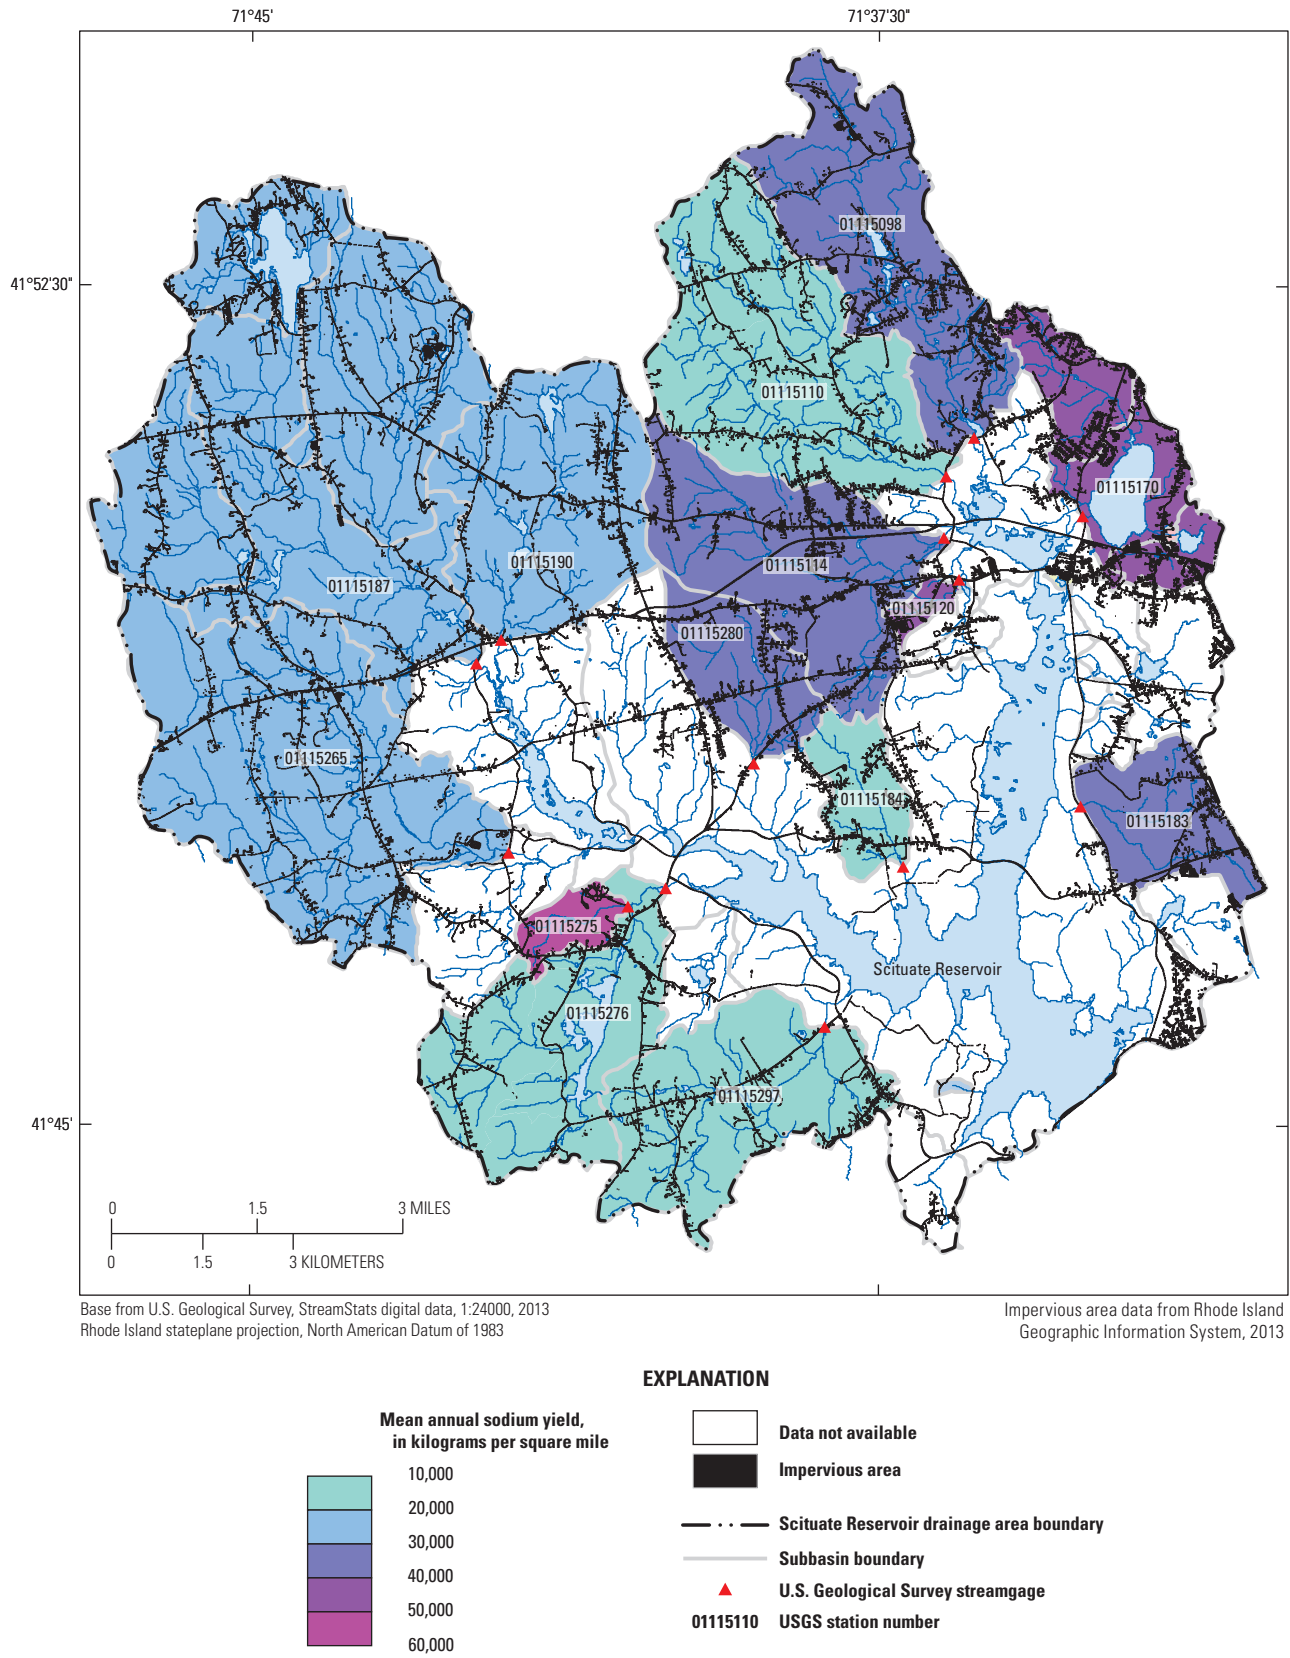 71°45'
71°37'30"
41°52'30"
01115098
01115110
01115170
01115190
01115114
01115187
01115120
01115280
01115265
01115184
01115183
01115275
Scituate Reservoir
01115276
01115297
41°45'
0 1.5 3 MILES
0 1.5 3 KILOMETERS
Base from U.S. Geological Survey, StreamStats digital data, 1:24000, 2013
Rhode Island stateplane projection, North American Datum of 1983
Impervious area data from Rhode Island
Geographic Information System, 2013
EXPLANATION
Mean annual sodium yield,
in kilograms per square mile
10,000
20,000
30,000
40,000
50,000
60,000
Data not available
Impervious area
Scituate Reservoir drainage area boundary
Subbasin boundary
U.S. Geological Survey streamgage
01115110 USGS station number